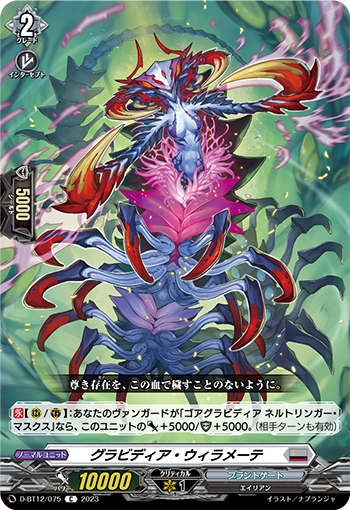 2
グレード
インターセプト
5000
シールド
尊き存在を、この血で穢すことのないように。
【永】【(R)/(G)】:あなたのヴァンガードが「ゴアグラビディア ネルトリンガー・
マスクス」なら、このユニットの+5000/+5000。(相手ターンも有効)
ノーマルユニット
グラビディア・ウィラメーテ
パワー
10000
クリティカル
1
ブラントゲート
エイリアン
D-BT12/075 C 2023
イラスト/ナブランジャ